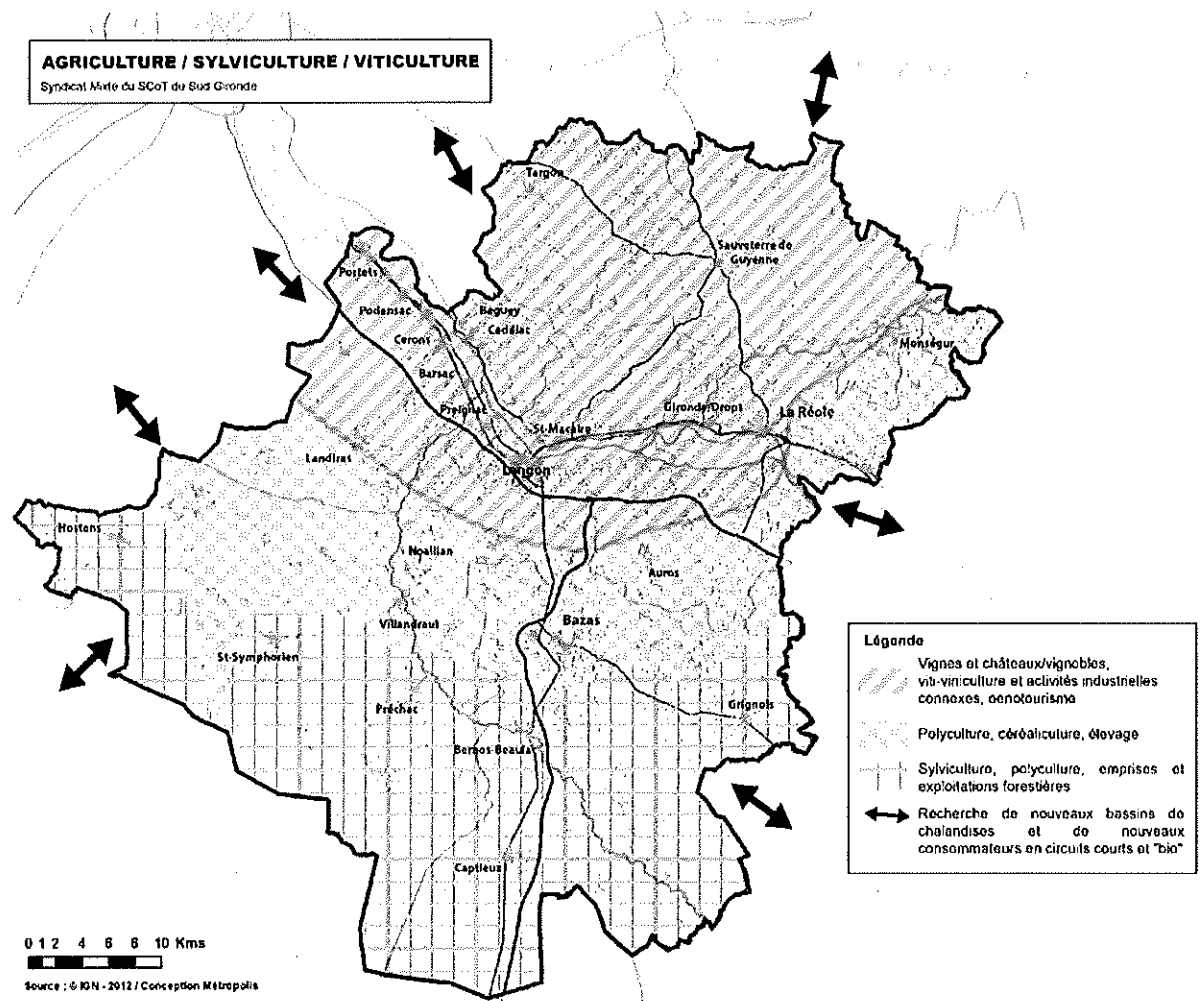 AGRICULTURE / SYLVICULTURE / VITICULTURE
Syndicat Mixte du SCoT du Sud Gironde
Targon
Sauveterre de
Guyenne
Portets
Podensac
Beguey
Cadillac
Cerons
Monségur
Barsac
Preignac
Gironde/Dropt
La Réole
St-Macaire
Langon
Landiras
Hostens
Noaillan
Auros
Villandraut
Bazas
St-Symphorien
Préchac
Grignols
Bernos-Beaula
Captieux
Légende
Vignes et châteaux/vignobles,
viti-viniculture et activités industrielles
connexes, oenotourisme
Polyculture, céréaliculture, élevage
Sylviculture, polyculture, emprises et
exploitations forestières
Recherche de nouveaux bassins de
chalandises et de nouveaux
consommateurs en circuits courts et "bio"
0 1 2 4 6 8 10 Kms
Source : © IGN - 2012 / Conception Métropolis